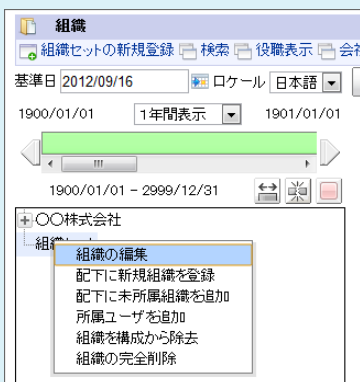 組織
組織セットの新規登録 検索 役職表示 会社
基準日 2012/09/16 ロケール 日本語
1900/01/01 1年間表示 1901/01/01
1900/01/01 - 2999/12/31
〇〇株式会社
組織
組織の編集
配下に新規組織を登録
配下に未所属組織を追加
所属ユーザを追加
組織を構成から除去
組織の完全削除